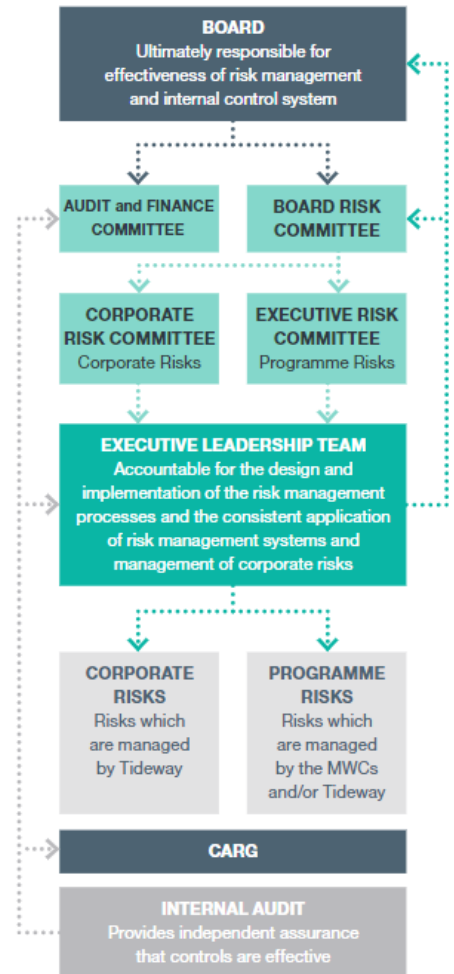 BOARD
Ultimately responsible for
effectiveness of risk management
and internal control system
AUDIT and FINANCE
COMMITTEE
BOARD RISK
COMMITTEE
CORPORATE
RISK COMMITTEE
Corporate Risks
EXECUTIVE RISK
COMMITTEE
Programme Risks
EXECUTIVE LEADERSHIP TEAM
Accountable for the design and
implementation of the risk management
processes and the consistent application
of risk management systems and
management of corporate risks
CORPORATE
RISKS
Risks which
are managed
by Tideway
PROGRAMME
RISKS
Risks which
are managed
by the MWCs
and/or Tideway
CARG
INTERNAL AUDIT
Provides independent assurance
that controls are effective